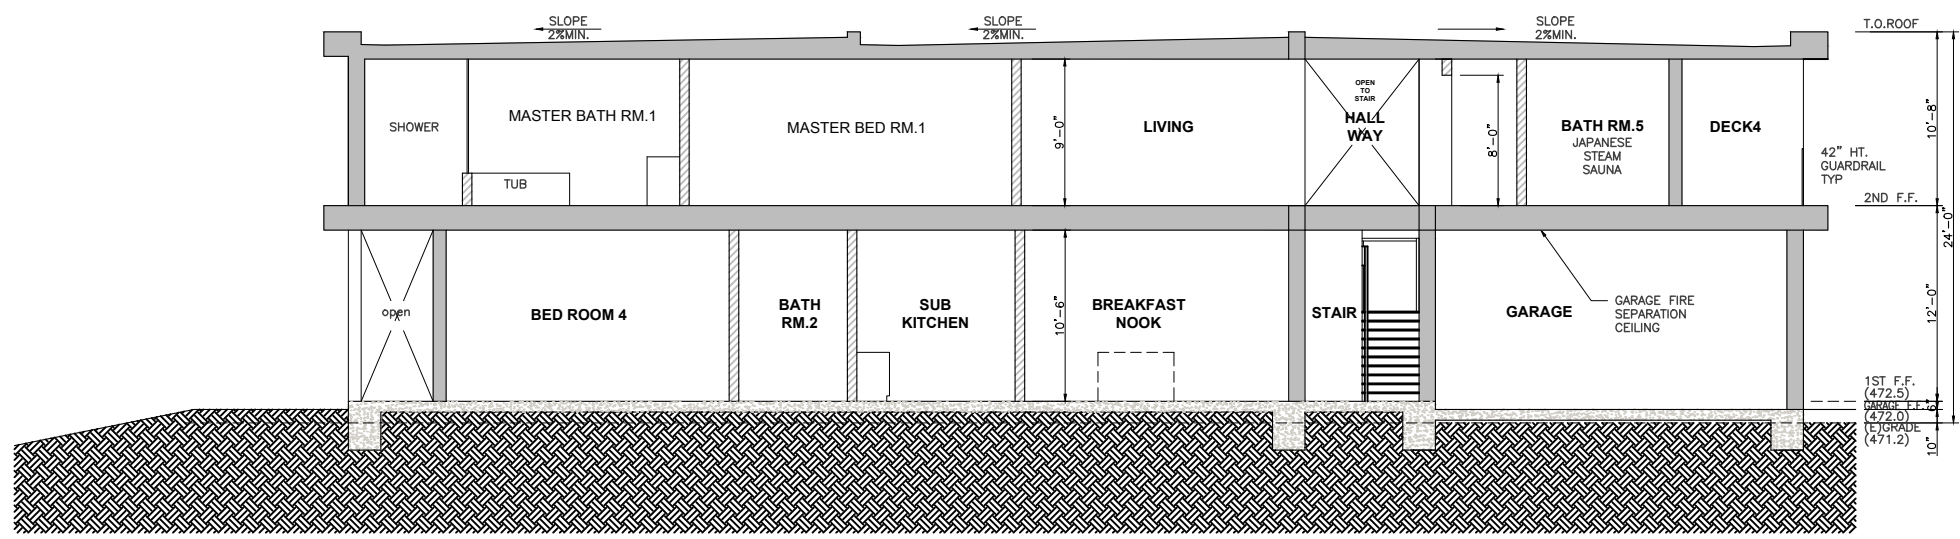 SLOPE
2%MIN.
SLOPE
2%MIN.
SLOPE
2%MIN.
T.O.ROOF
SHOWER
MASTER BATH RM.1
TUB
MASTER BED RM.1
9'-0"
LIVING
OPEN
TO
STAIR
HALL
WAY
8'-0"
BATH RM.5
JAPANESE
STEAM
SAUNA
DECK4
42" HT.
GUARDRAIL
TYP
10'-8"
2ND F.F.
24'-0"
open
BED ROOM 4
BATH
RM.2
SUB
KITCHEN
10'-6"
BREAKFAST
NOOK
STAIR
GARAGE
GARAGE FIRE
SEPARATION
CEILING
12'-0"
1ST F.F.
(472.5)
GARAGE F.F.
(472.0)
6"
(E)GRADE
(471.2)
10"